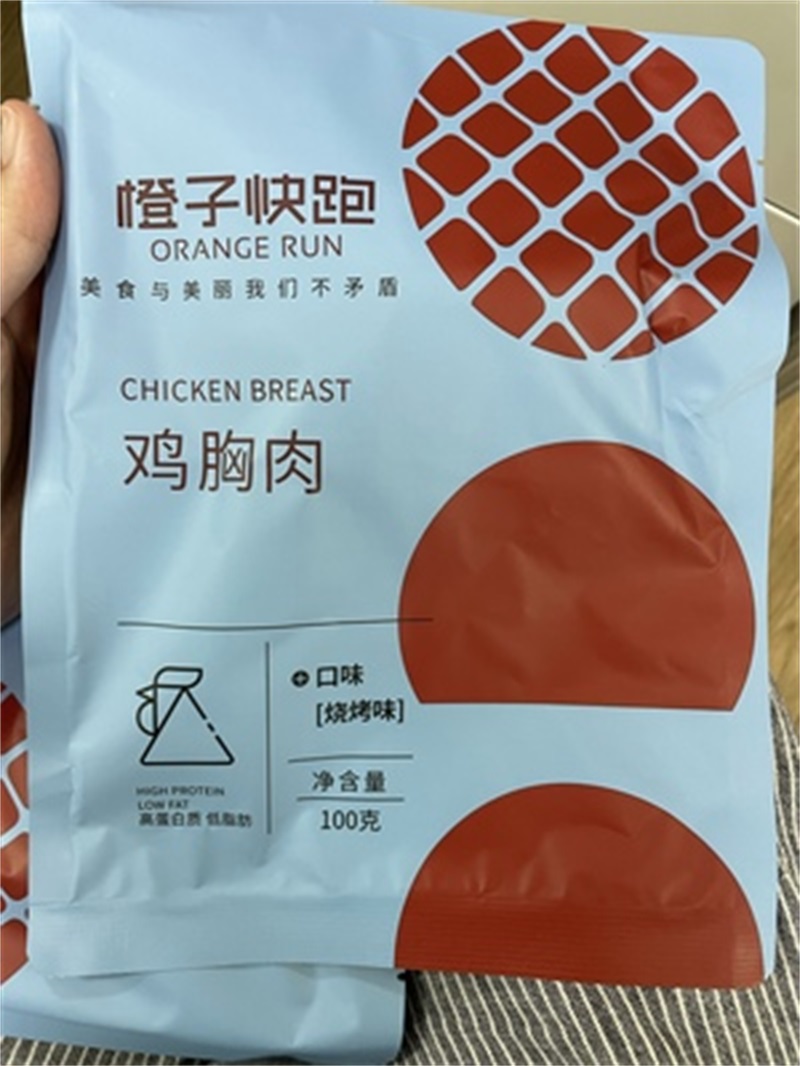 橙子快跑
ORANGE RUN
美食与美丽我们不矛盾
CHICKEN BREAST
鸡胸肉
口味
[烧烤味]
净含量
100克
HIGH PROTEIN
LOW FAT
高蛋白质 低脂肪